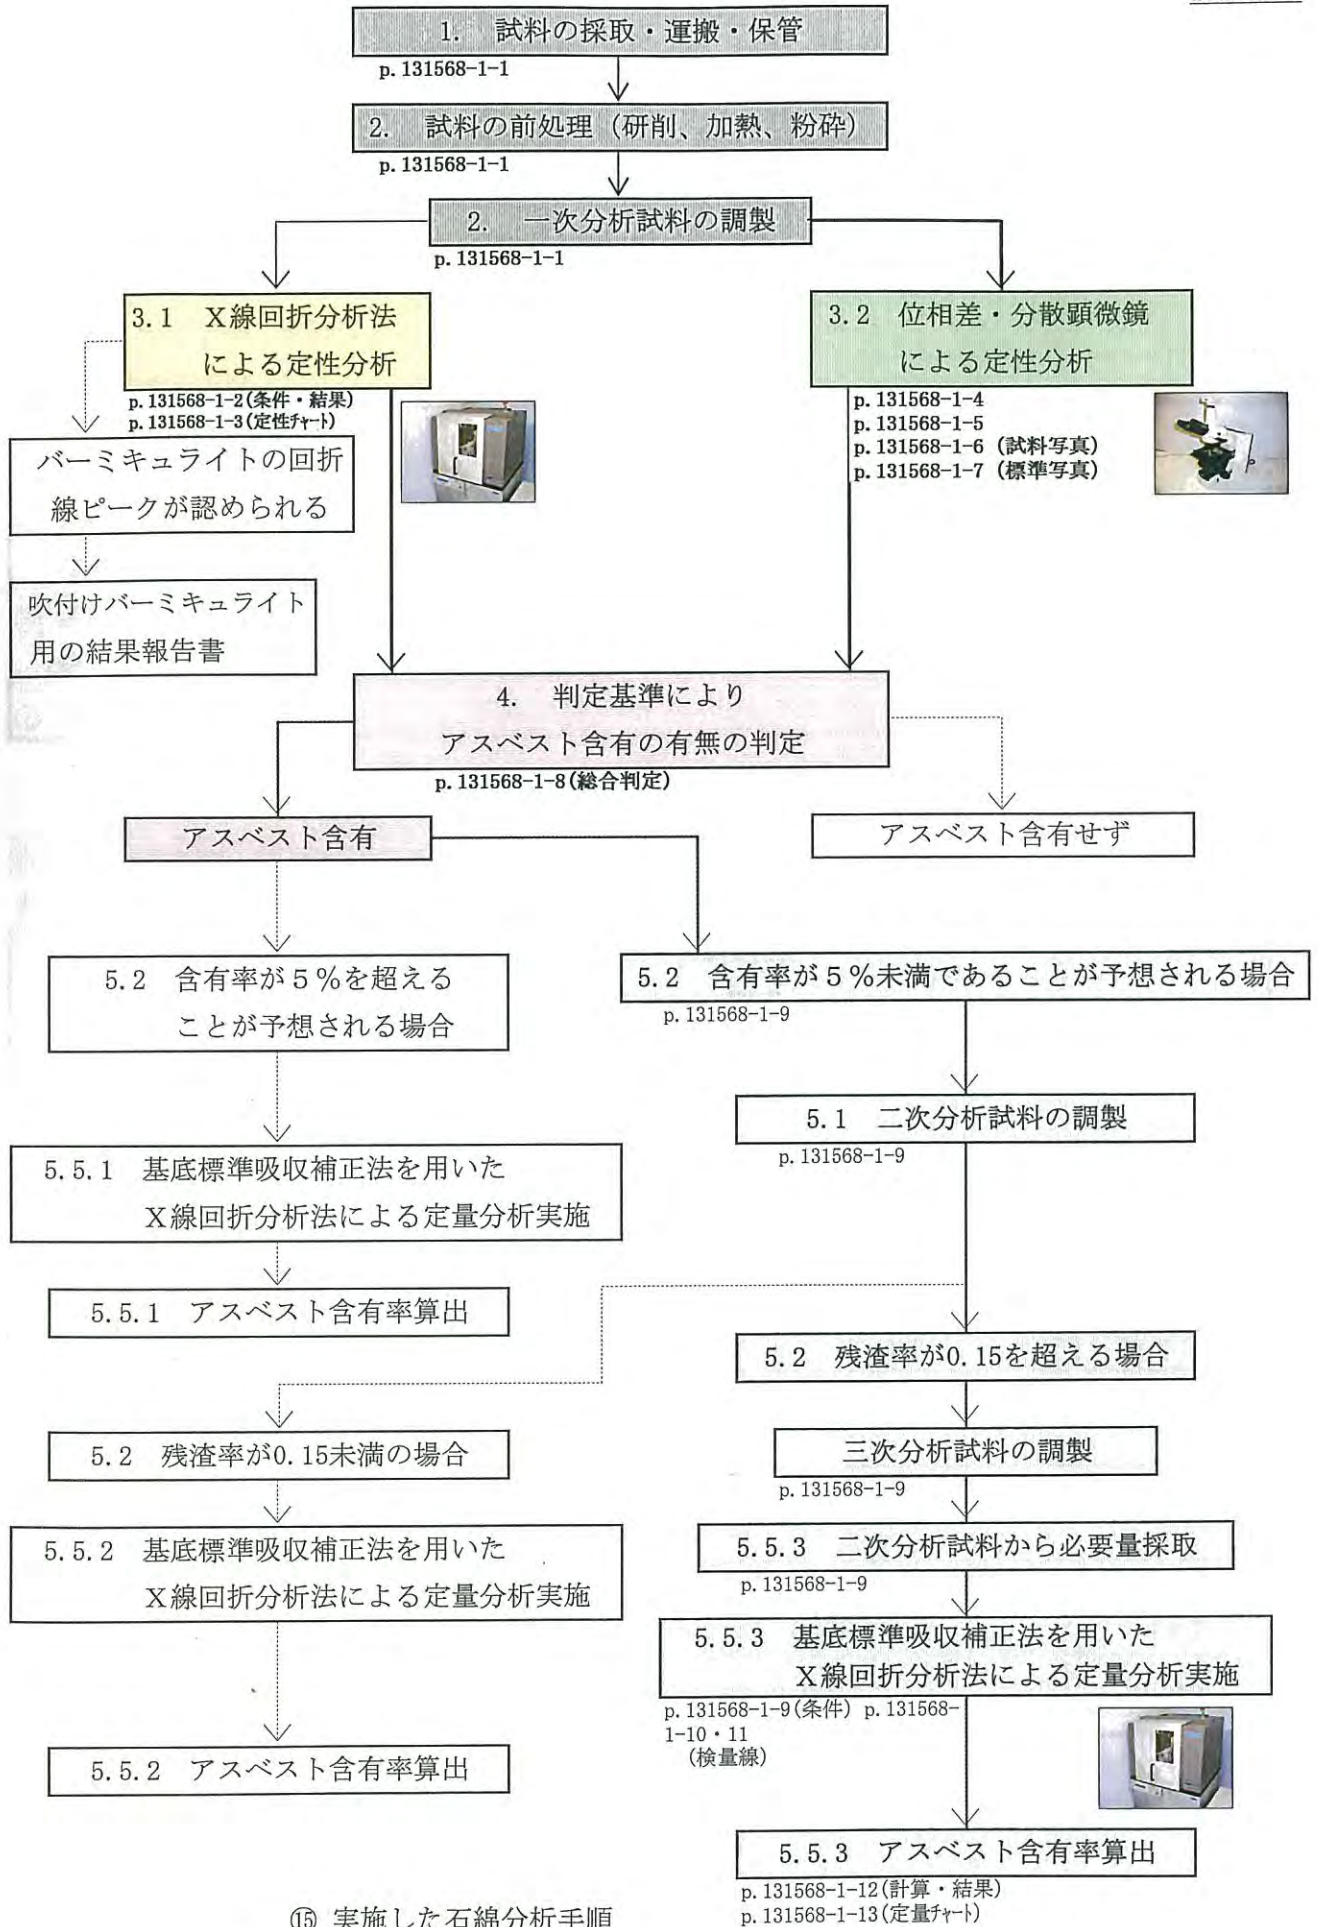 1. 試料の採取・運搬・保管
p. 131568-1-1
2. 試料の前処理（研削、加熱、粉砕）
p. 131568-1-1
2. 一次分析試料の調製
p. 131568-1-1
3.1 X線回折分析法
による定性分析
p. 131568-1-2(条件・結果)
p. 131568-1-3(定性ﾁｬｰﾄ)
3.2 位相差・分散顕微鏡
による定性分析
p. 131568-1-4
p. 131568-1-5
p. 131568-1-6 (試料写真)
p. 131568-1-7 (標準写真)
バーミキュライトの回折
線ピークが認められる
吹付けバーミキュライト
用の結果報告書
4. 判定基準により
アスベスト含有の有無の判定
p. 131568-1-8(総合判定)
アスベスト含有
アスベスト含有せず
5.2 含有率が5%を超える
ことが予想される場合
5.2 含有率が5%未満であることが予想される場合
p. 131568-1-9
5.1 二次分析試料の調製
p. 131568-1-9
5.5.1 基底標準吸収補正法を用いた
X線回折分析法による定量分析実施
5.5.1 アスベスト含有率算出
5.2 残渣率が0.15を超える場合
5.2 残渣率が0.15未満の場合
三次分析試料の調製
p. 131568-1-9
5.5.2 基底標準吸収補正法を用いた
X線回折分析法による定量分析実施
5.5.3 二次分析試料から必要量採取
p. 131568-1-9
5.5.3 基底標準吸収補正法を用いた
X線回折分析法による定量分析実施
p. 131568-1-9(条件) p. 131568-
1-10・11
(検量線)
5.5.2 アスベスト含有率算出
5.5.3 アスベスト含有率算出
p. 131568-1-12(計算・結果)
p. 131568-1-13(定量ﾁｬｰﾄ)
⑮ 実施した石綿分析手順